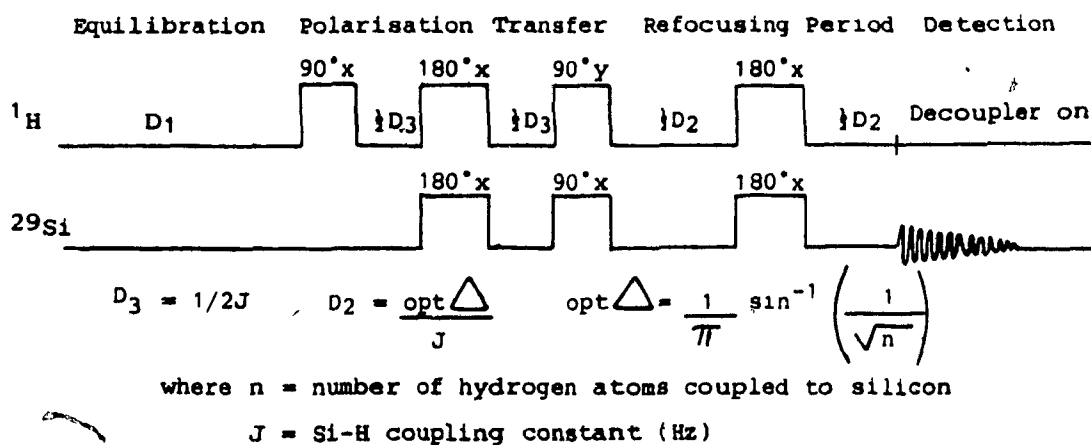 Equilibration Polarisation Transfer Refocusing Period Detection
90°x 180°x 90°y 180°x
¹H D₁ ½D₃ ½D₃ ½D₂ ½D₂ Decoupler on
180°x 90°x 180°x
²⁹Si
D₃ = 1/2J D₂ = opt △ / J opt △ = 1/π sin⁻¹ (1/√n)
where n = number of hydrogen atoms coupled to silicon
J = Si-H coupling constant (Hz)